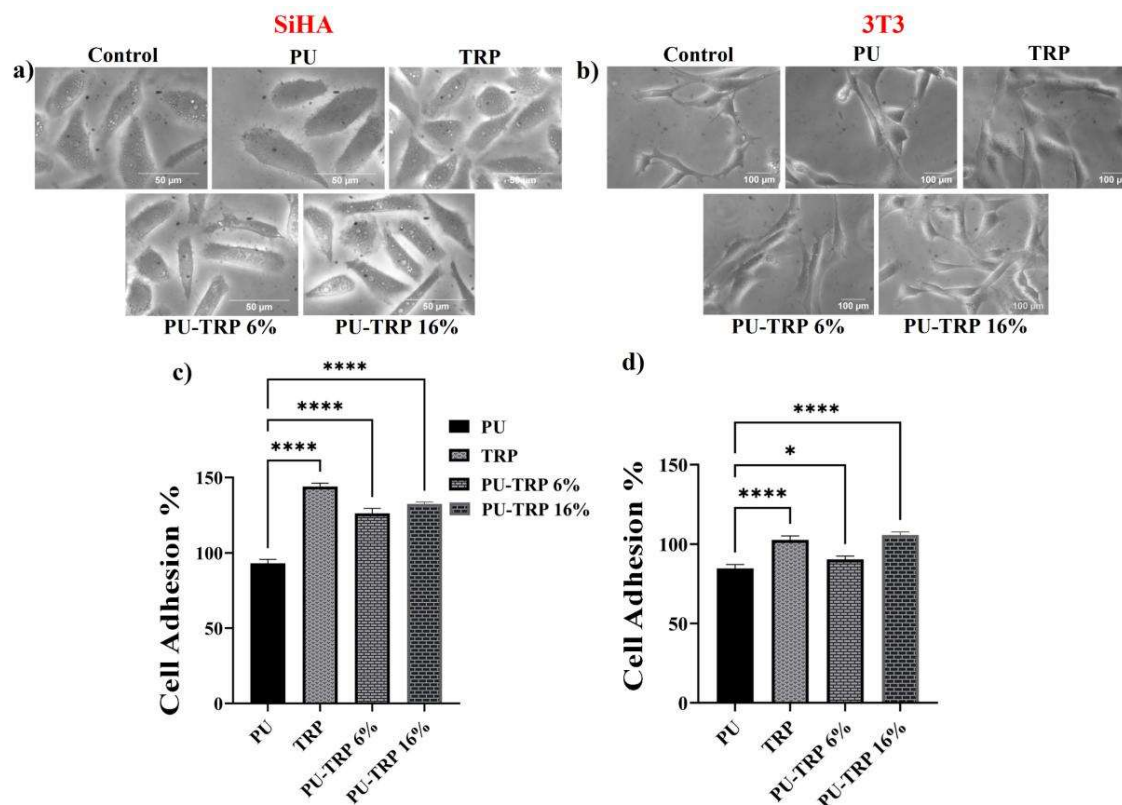 SiHA
3T3
a)
Control
PU
TRP
50 µm
50 µm
50 µm
50 µm
50 µm
PU-TRP 6%
PU-TRP 16%
b)
Control
PU
TRP
100 µm
100 µm
100 µm
100 µm
100 µm
PU-TRP 6%
PU-TRP 16%
c)
****
****
****
PU
TRP
PU-TRP 6%
PU-TRP 16%
Cell Adhesion %
150
100
50
0
PU
TRP
PU-TRP 6%
PU-TRP 16%
d)
****
*
****
Cell Adhesion %
150
100
50
0
PU
TRP
PU-TRP 6%
PU-TRP 16%